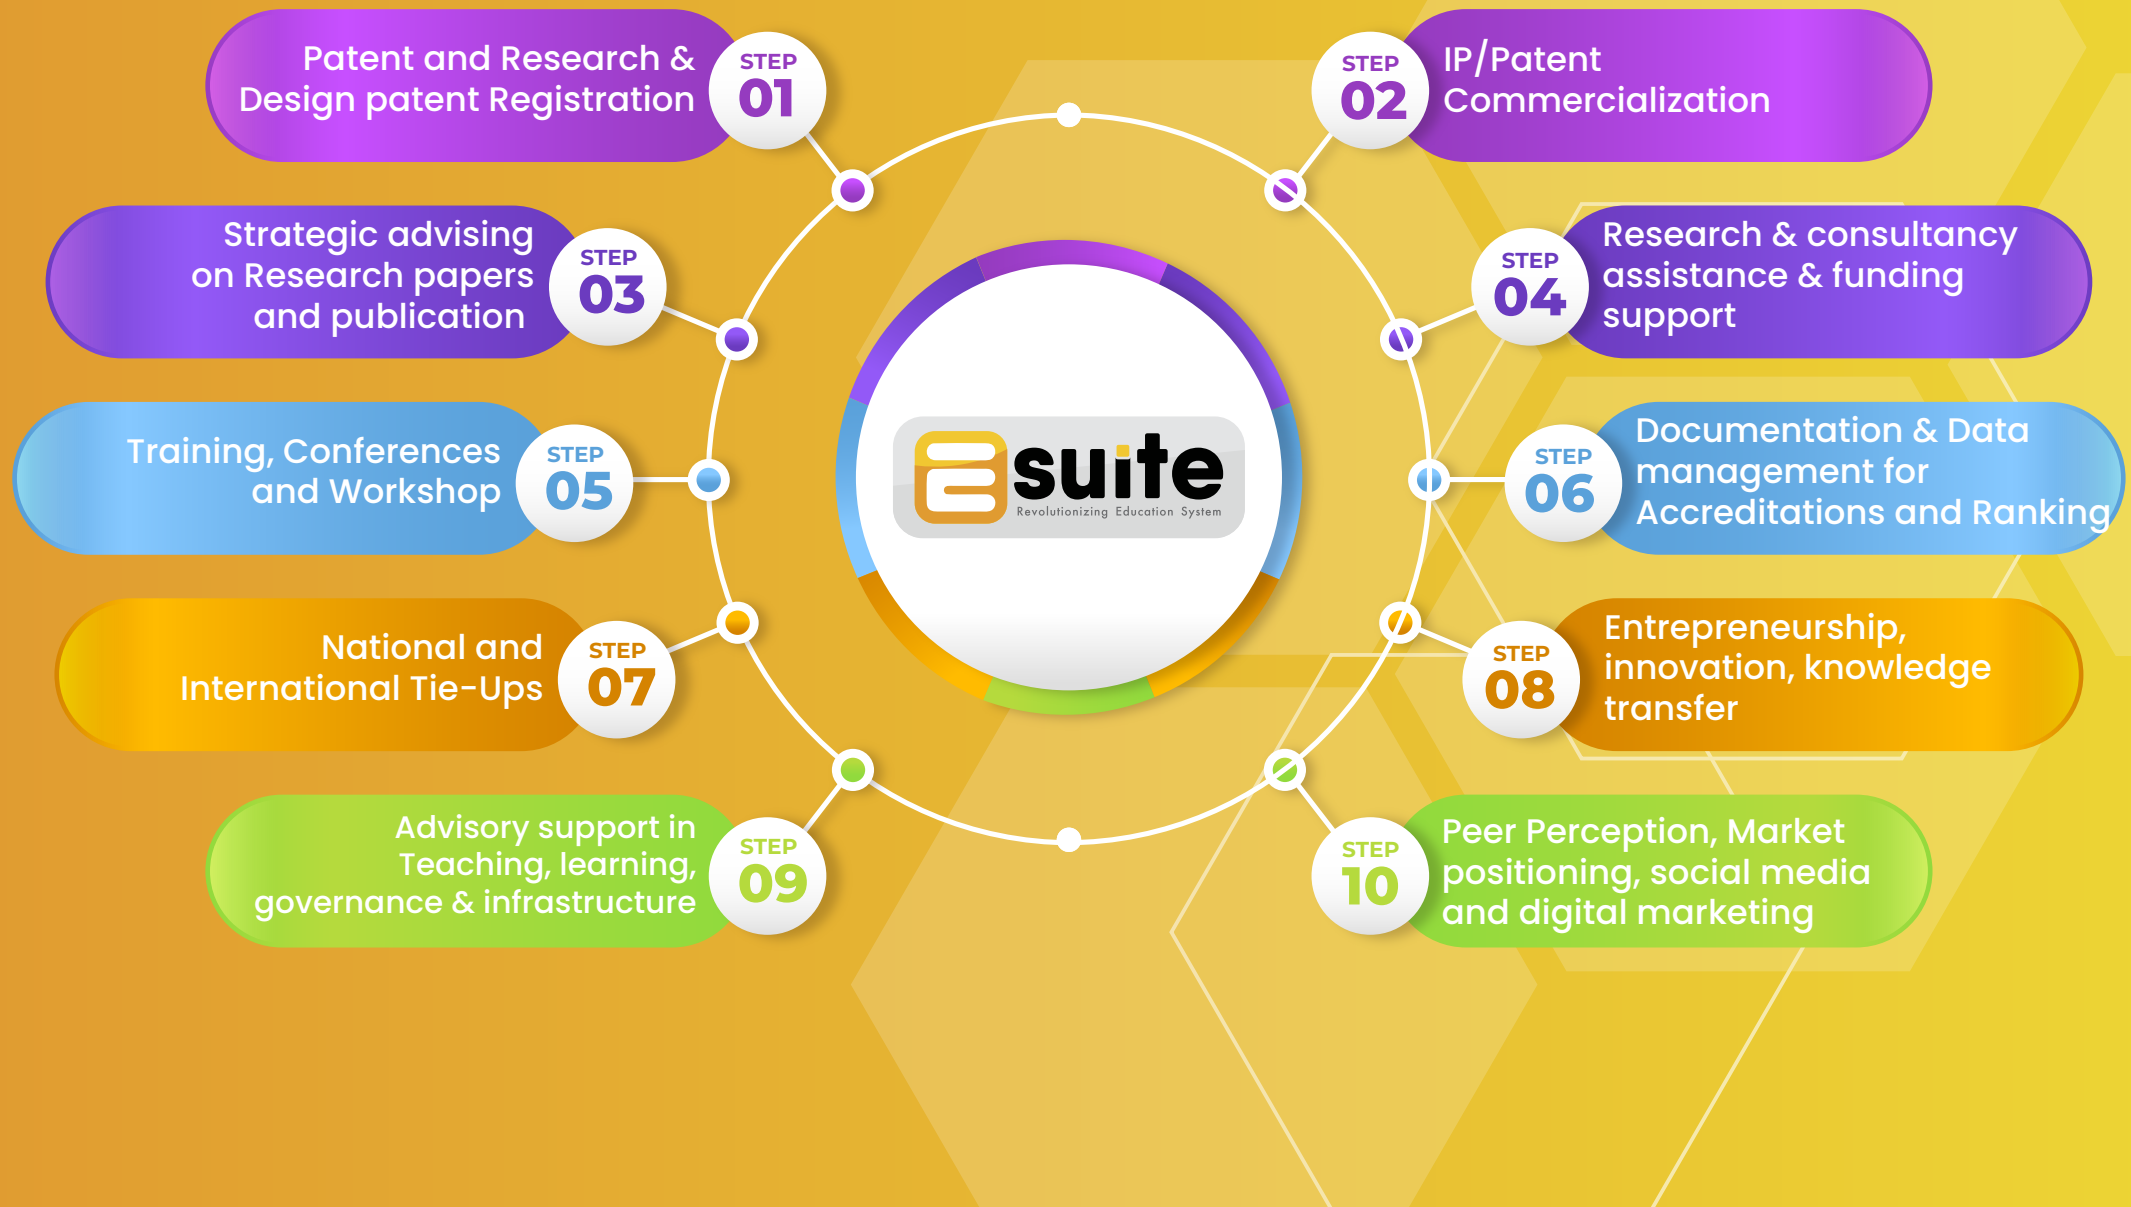 Patent and Research &
Design patent Registration
STEP
01
STEP
02
IP/Patent
Commercialization
Strategic advising
on Research papers
and publication
STEP
03
STEP
04
Research & consultancy
assistance & funding
support
Training, Conferences
and Workshop
STEP
05
suite
Revolutionizing Education System
STEP
06
Documentation & Data
management for
Accreditations and Ranking
National and
International Tie-Ups
STEP
07
STEP
08
Entrepreneurship,
innovation, knowledge
transfer
Advisory support in
Teaching, learning,
governance & infrastructure
STEP
09
STEP
10
Peer Perception, Market
positioning, social media
and digital marketing